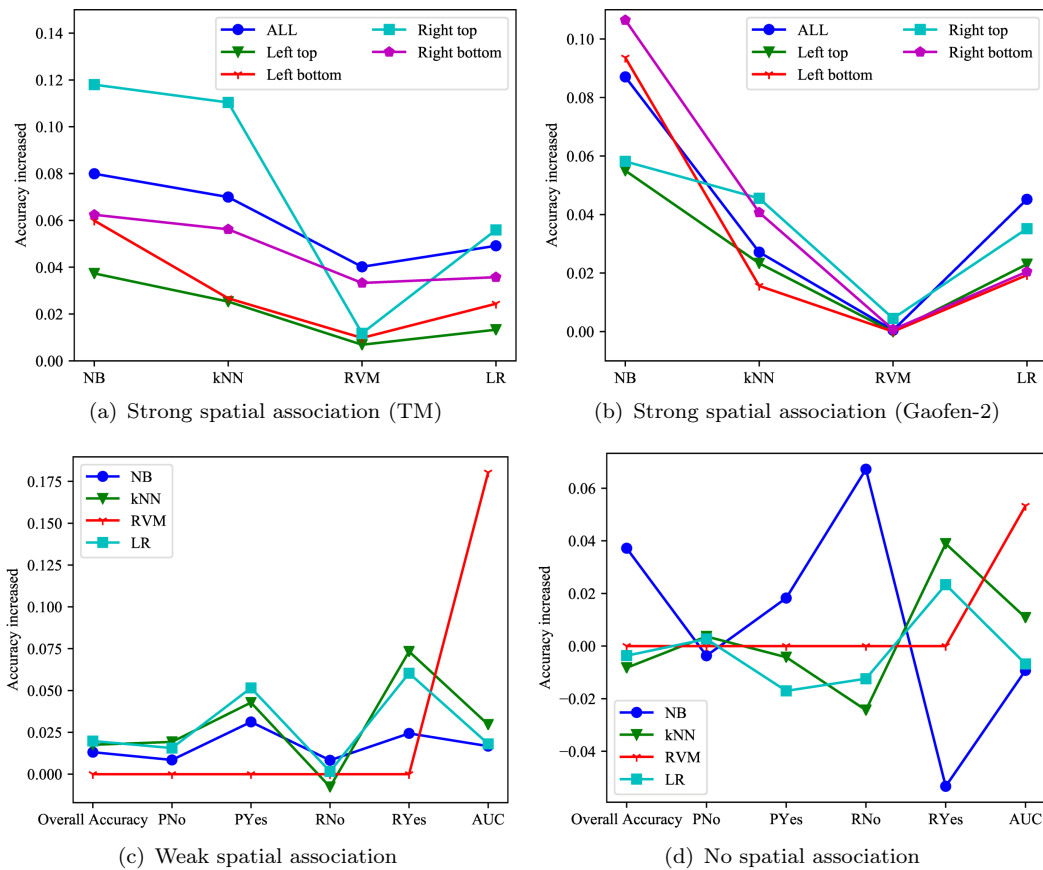 0.14
0.12
0.10
0.08
0.06
0.04
0.02
0.00
Accuracy increased
ALL
Left top
Left bottom
Right top
Right bottom
NB kNN RVM LR
(a) Strong spatial association (TM)
0.10
0.08
0.06
0.04
0.02
0.00
Accuracy increased
ALL
Left top
Left bottom
Right top
Right bottom
NB kNN RVM LR
(b) Strong spatial association (Gaofen-2)
0.175
0.150
0.125
0.100
0.075
0.050
0.025
0.000
Accuracy increased
NB
kNN
RVM
LR
Overall Accuracy PNo PYes RNo RYes AUC
(c) Weak spatial association
0.06
0.04
0.02
0.00
−0.02
−0.04
Accuracy increased
NB
kNN
RVM
LR
Overall Accuracy PNo PYes RNo RYes AUC
(d) No spatial association